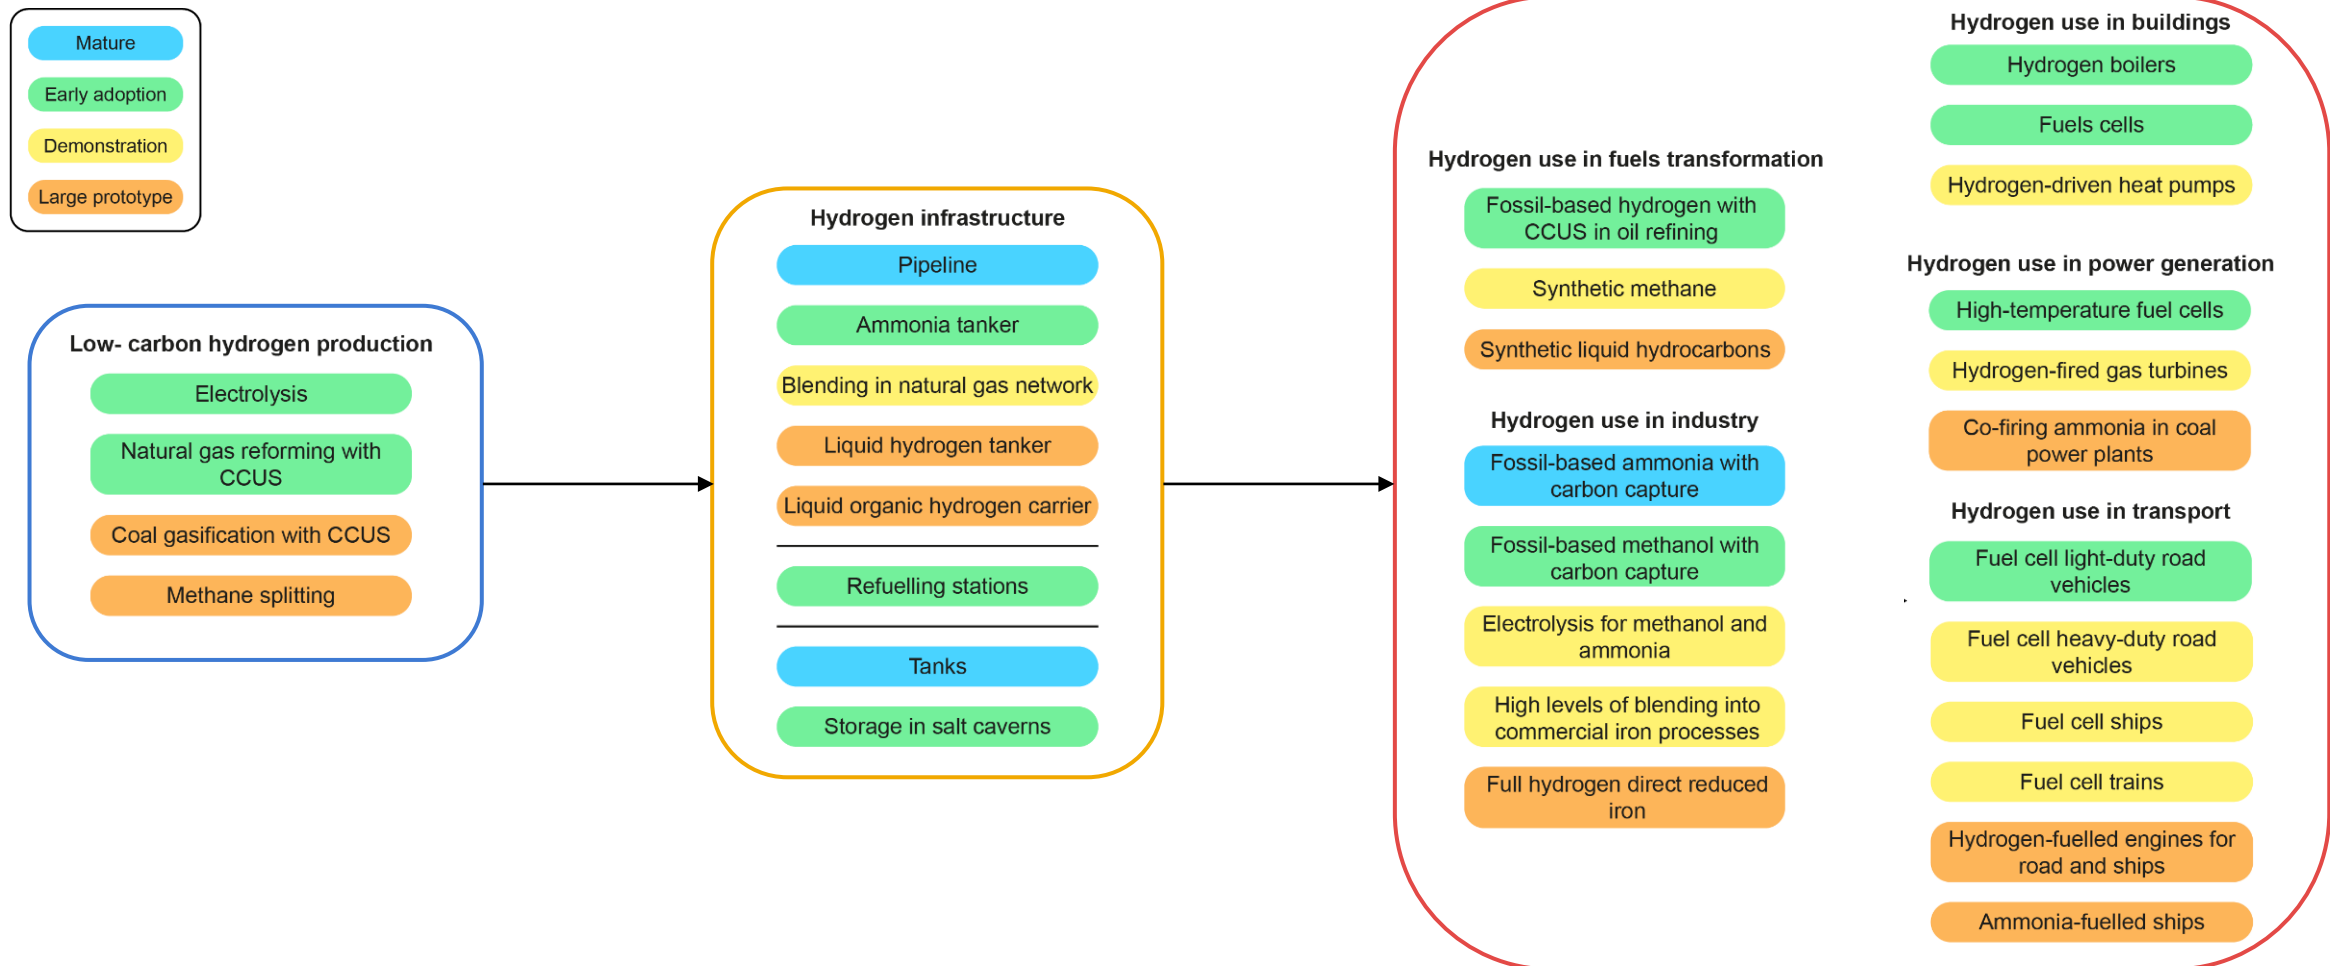 Mature
Early adoption
Demonstration
Large prototype
Low- carbon hydrogen production
Electrolysis
Natural gas reforming with
CCUS
Coal gasification with CCUS
Methane splitting
Hydrogen infrastructure
Pipeline
Ammonia tanker
Blending in natural gas network
Liquid hydrogen tanker
Liquid organic hydrogen carrier
Refuelling stations
Tanks
Storage in salt caverns
Hydrogen use in fuels transformation
Fossil-based hydrogen with
CCUS in oil refining
Synthetic methane
Synthetic liquid hydrocarbons
Hydrogen use in industry
Fossil-based ammonia with
carbon capture
Fossil-based methanol with
carbon capture
Electrolysis for methanol and
ammonia
High levels of blending into
commercial iron processes
Full hydrogen direct reduced
iron
Hydrogen use in buildings
Hydrogen boilers
Fuels cells
Hydrogen-driven heat pumps
Hydrogen use in power generation
High-temperature fuel cells
Hydrogen-fired gas turbines
Co-firing ammonia in coal
power plants
Hydrogen use in transport
Fuel cell light-duty road
vehicles
Fuel cell heavy-duty road
vehicles
Fuel cell ships
Fuel cell trains
Hydrogen-fuelled engines for
road and ships
Ammonia-fuelled ships